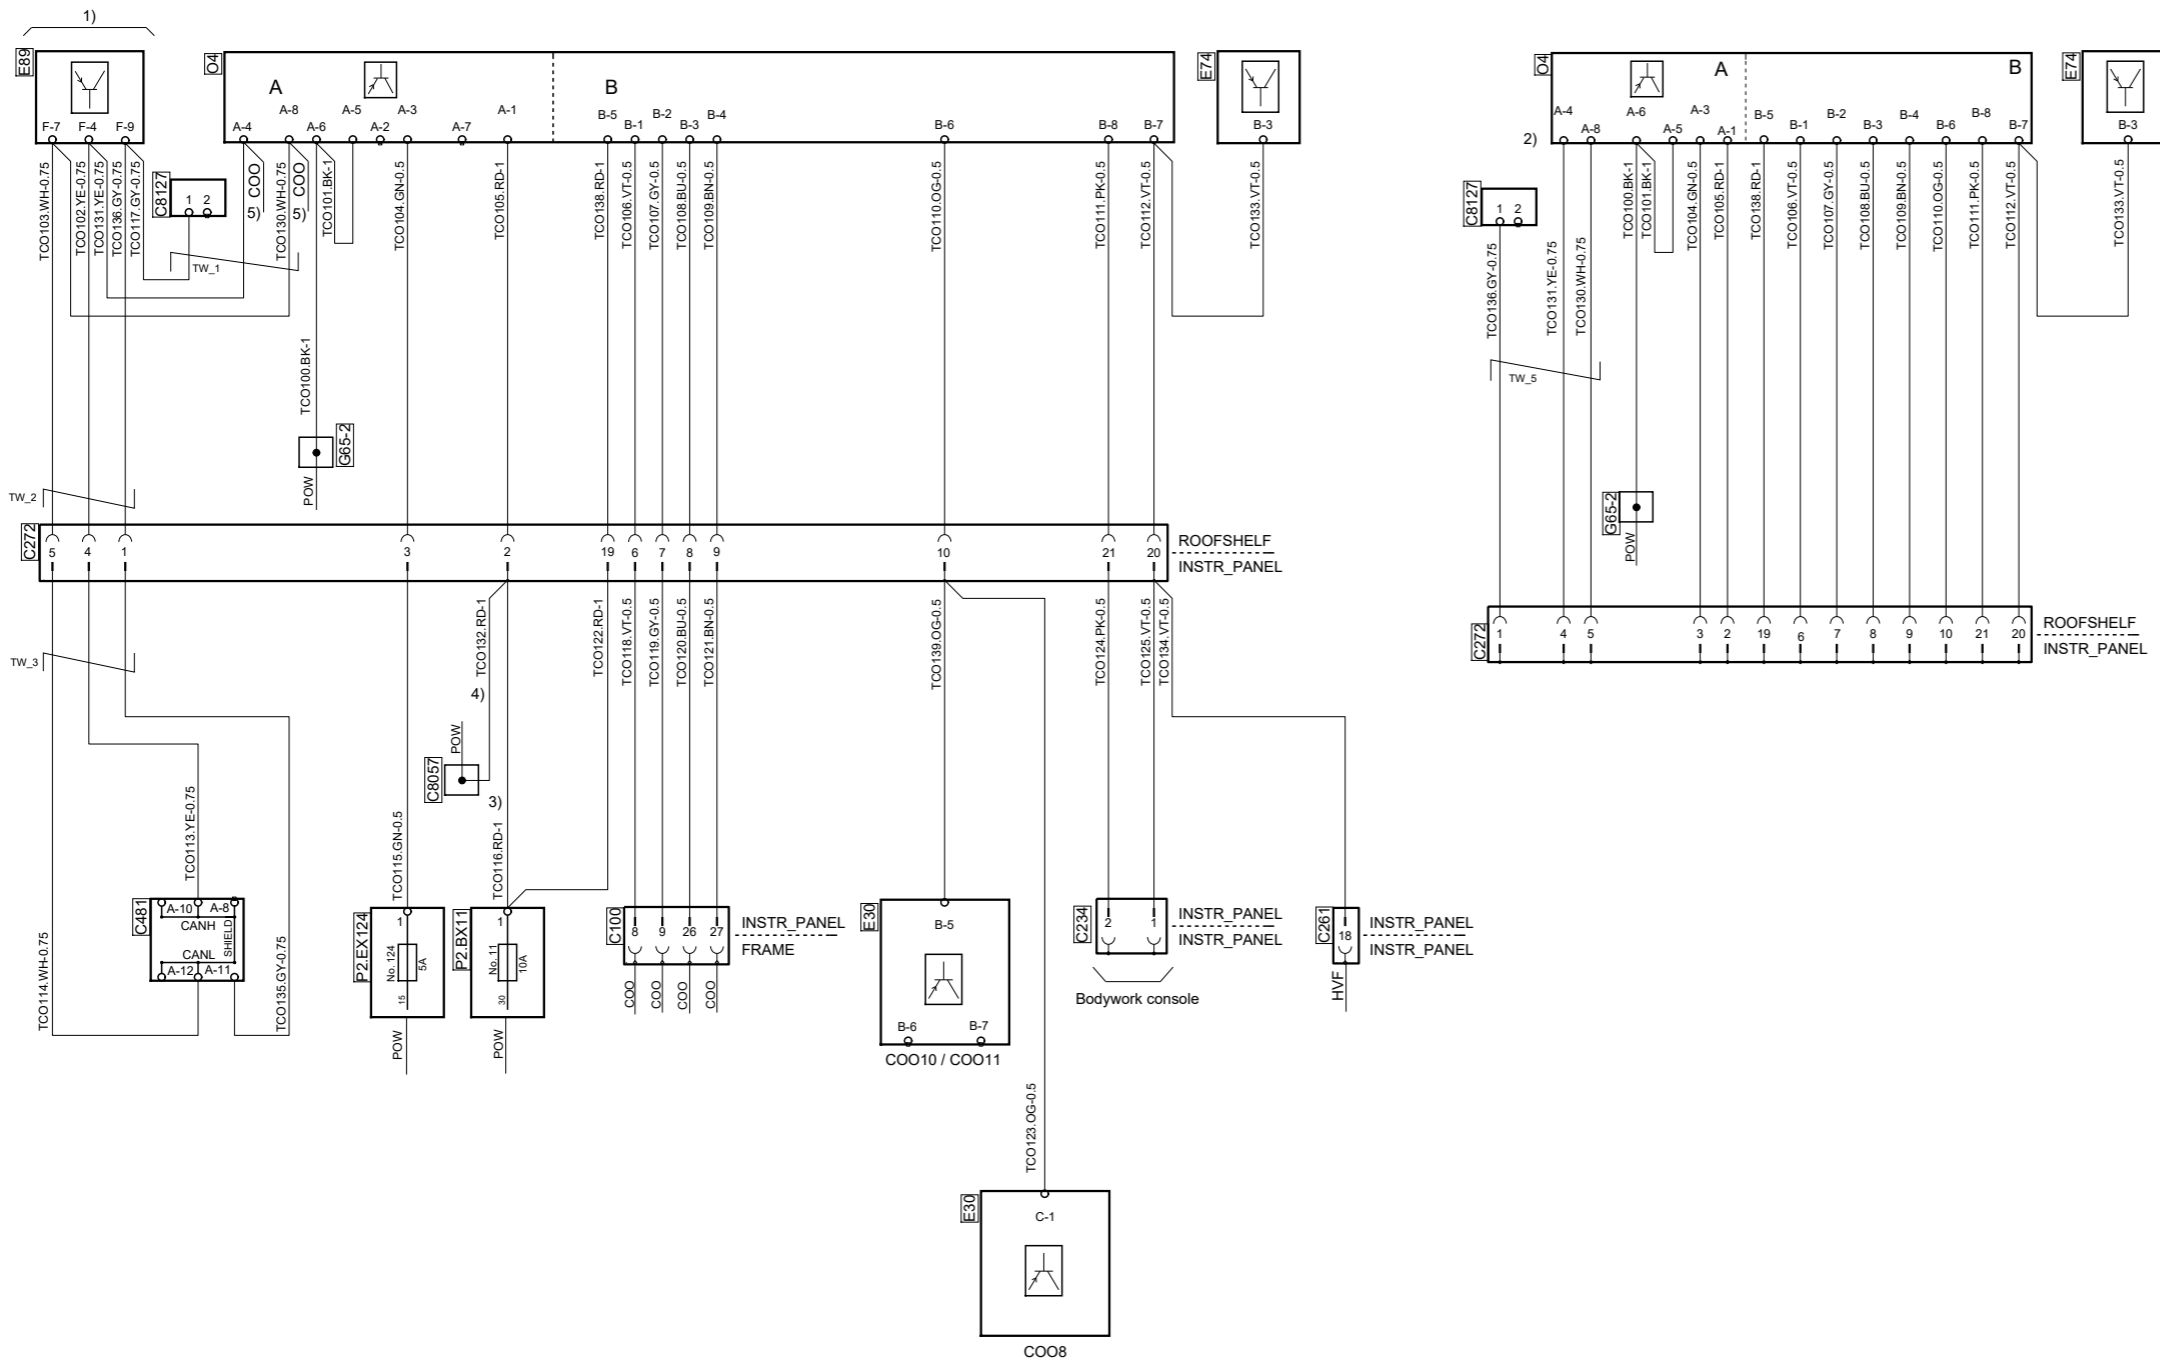 1)
E89
F-7 F-4 F-9
O4
A
B
A-4 A-8 A-6 A-5 A-2 A-3 A-7 A-1
B-5 B-1 B-2 B-3 B-4 B-6 B-8 B-7
E74
B-3
TCO103.WH-0.75
TCO102.YE-0.75
TCO131.YE-0.75
TCO136.GY-0.75
TCO117.GY-0.75
C8127
1 2
5) COO
TCO130.WH-0.75
5) COO
TCO101.BK-1
TCO104.GN-0.5
TCO105.RD-1
TCO138.RD-1
TCO106.VT-0.5
TCO107.GY-0.5
TCO108.BU-0.5
TCO109.BN-0.5
TCO110.OG-0.5
TCO111.PK-0.5
TCO112.VT-0.5
TCO133.VT-0.5
TW_1
TCO100.BK-1
G65-2
POW
TW_2
C272
5 4 1 3 2 19 6 7 8 9 10 21 20
ROOFSHELF
INSTR_PANEL
TW_3
TCO132.RD-1
4)
TCO122.RD-1
TCO118.VT-0.5
TCO119.GY-0.5
TCO120.BU-0.5
TCO121.BN-0.5
TCO139.OG-0.5
TCO124.PK-0.5
TCO125.VT-0.5
TCO134.VT-0.5
POW
C8057
3)
TCO113.YE-0.75
TCO115.GN-0.5
TCO116.RD-1
TCO114.WH-0.75
TCO135.GY-0.75
C481
A-10 A-8
CANH
SHIELD
CANL
A-12 A-11
P2.EX124
1
No. 124
5A
15
POW
P2.BX11
1
No. 11
10A
30
POW
C100
8 9 26 27
INSTR_PANEL
FRAME
COO COO COO COO
E30
B-5
B-6 B-7
COO10 / COO11
C234
2 1
INSTR_PANEL
INSTR_PANEL
Bodywork console
C261
18
INSTR_PANEL
INSTR_PANEL
HVF
TCO123.OG-0.5
E30
C-1
COO8
O4
A
B
2)
A-4 A-8 A-6 A-5 A-3 A-1
B-5 B-1 B-2 B-3 B-4 B-6 B-8 B-7
E74
B-3
C8127
1 2
TCO136.GY-0.75
TCO131.YE-0.75
TCO130.WH-0.75
TCO100.BK-1
TCO101.BK-1
TCO104.GN-0.5
TCO105.RD-1
TCO138.RD-1
TCO106.VT-0.5
TCO107.GY-0.5
TCO108.BU-0.5
TCO109.BN-0.5
TCO110.OG-0.5
TCO111.PK-0.5
TCO112.VT-0.5
TCO133.VT-0.5
TW_5
G65-2
POW
C272
1 4 5 3 2 19 6 7 8 9 10 21 20
ROOFSHELF
INSTR_PANEL